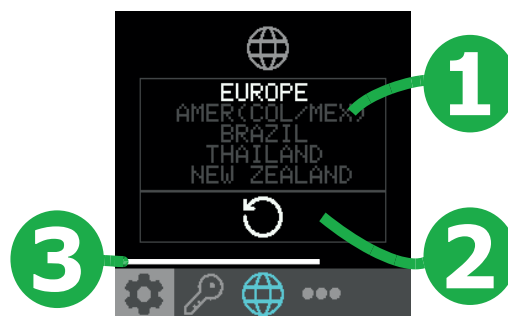 EUROPE
AMER(COL/MEX)
BRAZIL
THAILAND
NEW ZEALAND
1
2
3